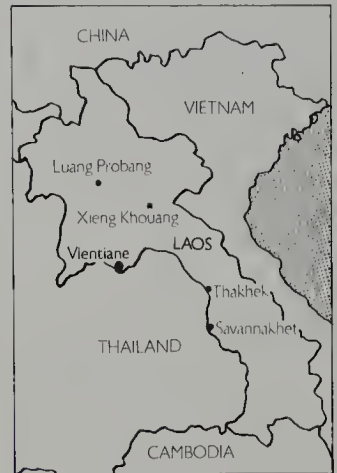 CHINA
VIETNAM
Luang Probang
Xieng Khouang
LAOS
Vientiane
Thakhek
Savannakhet
THAILAND
CAMBODIA